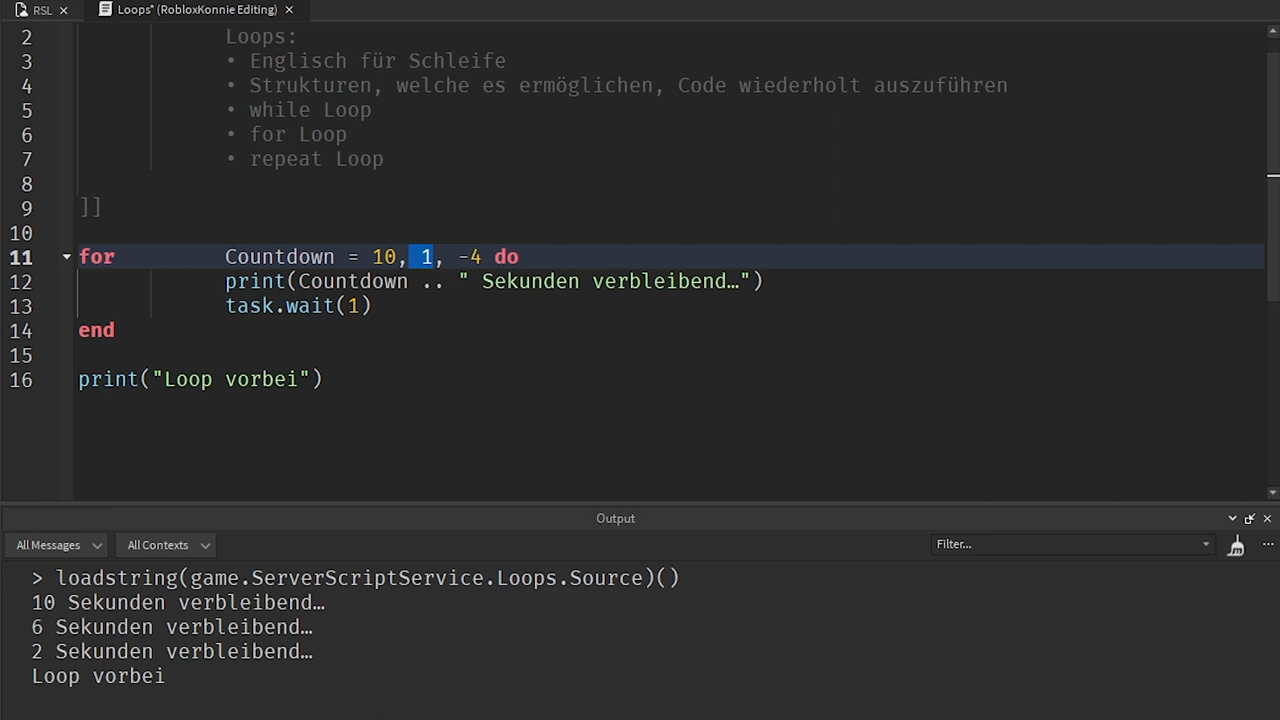 RSL × Loops* (RobloxKonnie Editing) ×
2 Loops:
3 • Englisch für Schleife
4 • Strukturen, welche es ermöglichen, Code wiederholt auszuführen
5 • while Loop
6 • for Loop
7 • repeat Loop
8
9 ]]
10
11 for Countdown = 10, 1, -4 do
12 print(Countdown .. " Sekunden verbleibend…")
13 task.wait(1)
14 end
15
16 print("Loop vorbei")
Output
All Messages All Contexts Filter...
> loadstring(game.ServerScriptService.Loops.Source)()
10 Sekunden verbleibend…
6 Sekunden verbleibend…
2 Sekunden verbleibend…
Loop vorbei